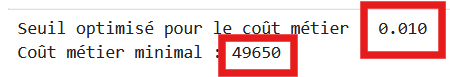 Seuil optimisé pour le coût métier 0.010
Coût métier minimal : 49650